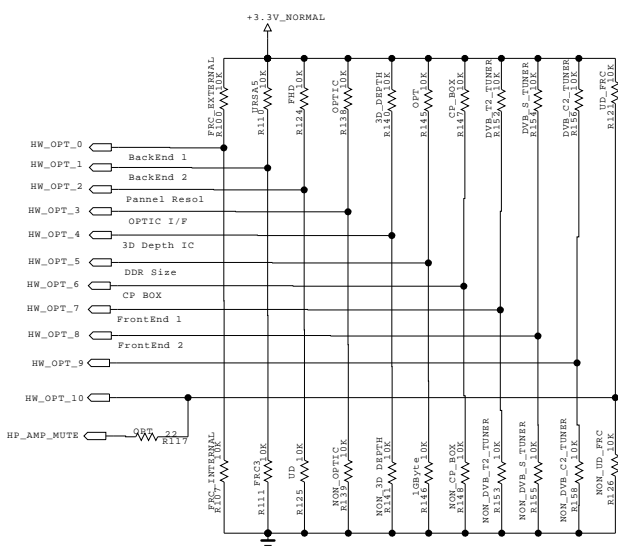 +3.3V_NORMAL
FRC_EXTERNAL
R100 10K
URSA5
R110 10K
FHD
R124 10K
OPTIC
R138 10K
3D_DEPTH
R140 10K
OPT
R145 10K
CP_BOX
R147 10K
DVB_T2_TUNER
R152 10K
DVB_S_TUNER
R154 10K
DVB_C2_TUNER
R156 10K
UD_FRC
R121 10K
HW_OPT_0
BackEnd 1
HW_OPT_1
BackEnd 2
HW_OPT_2
Pannel Resol
HW_OPT_3
OPTIC I/F
HW_OPT_4
3D Depth IC
HW_OPT_5
DDR Size
HW_OPT_6
CP BOX
HW_OPT_7
FrontEnd 1
HW_OPT_8
FrontEnd 2
HW_OPT_9
HW_OPT_10
HP_AMP_MUTE
OPT 22
R117
FRC_INTERNAL
R107 10K
FRC3
R111 10K
UD
R125 10K
NON_OPTIC
R139 10K
NON_3D_DEPTH
R141 10K
1GByte
R146 10K
NON_CP_BOX
R148 10K
NON_DVB_T2_TUNER
R153 10K
NON_DVB_S_TUNER
R155 10K
NON_DVB_C2_TUNER
R158 10K
NON_UD_FRC
R126 10K